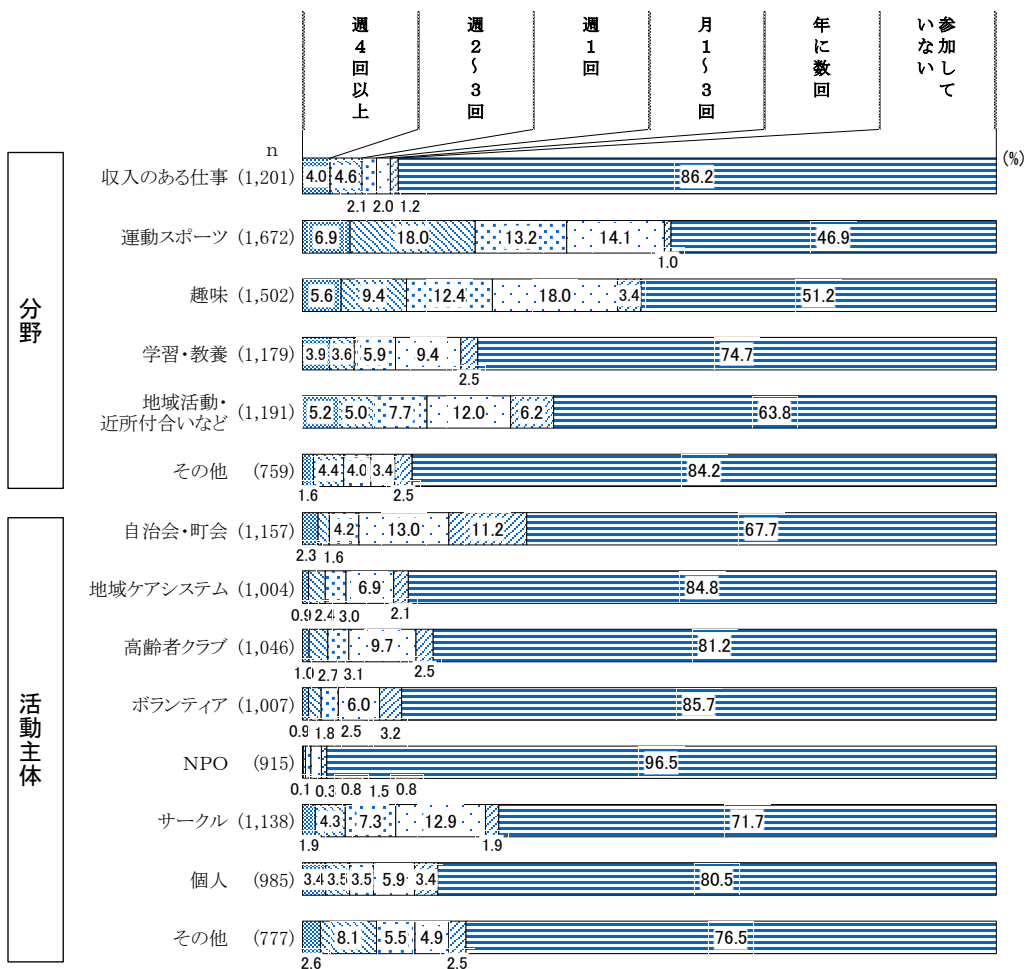 週4回以上
週2～3回
週1回
月1～3回
年に数回
参加して
いない
n
(%)
分野
収入のある仕事 (1,201) 4.0 4.6 86.2
2.1 2.0 1.2
運動スポーツ (1,672) 6.9 18.0 13.2 14.1 46.9
1.0
趣味 (1,502) 5.6 9.4 12.4 18.0 3.4 51.2
学習・教養 (1,179) 3.9 3.6 5.9 9.4 74.7
2.5
地域活動・
近所付合いなど (1,191) 5.2 5.0 7.7 12.0 6.2 63.8
その他 (759) 4.4 4.0 3.4 84.2
1.6 2.5
活動主体
自治会・町会 (1,157) 4.2 13.0 11.2 67.7
2.3 1.6
地域ケアシステム (1,004) 6.9 84.8
0.9 2.4 3.0 2.1
高齢者クラブ (1,046) 9.7 81.2
1.0 2.7 3.1 2.5
ボランティア (1,007) 6.0 85.7
0.9 1.8 2.5 3.2
NPO (915) 96.5
0.1 0.3 0.8 1.5 0.8
サークル (1,138) 4.3 7.3 12.9 71.7
1.9 1.9
個人 (985) 3.4 3.5 3.5 5.9 3.4 80.5
その他 (777) 8.1 5.5 4.9 76.5
2.6 2.5